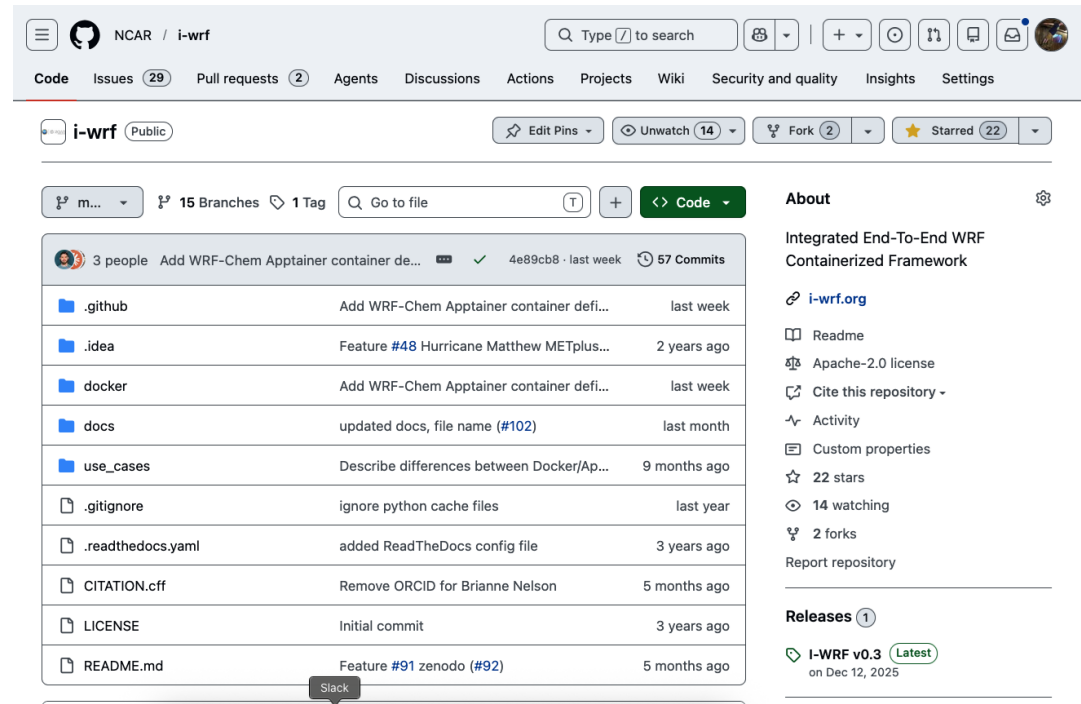 NCAR / i-wrf
Type / to search
Code Issues 29 Pull requests 2 Agents Discussions Actions Projects Wiki Security and quality Insights Settings
i-wrf Public
Edit Pins Unwatch 14 Fork 2 Starred 22
m... 15 Branches 1 Tag Go to file T + Code
3 people Add WRF-Chem Apptainer container de... 4e89cb8 · last week 57 Commits
.github Add WRF-Chem Apptainer container defi... last week
.idea Feature #48 Hurricane Matthew METplus... 2 years ago
docker Add WRF-Chem Apptainer container defi... last week
docs updated docs, file name (#102) last month
use_cases Describe differences between Docker/Ap... 9 months ago
.gitignore ignore python cache files last year
.readthedocs.yaml added ReadTheDocs config file 3 years ago
CITATION.cff Remove ORCID for Brianne Nelson 5 months ago
LICENSE Initial commit 3 years ago
README.md Feature #91 zenodo (#92) 5 months ago
Slack
About
Integrated End-To-End WRF
Containerized Framework
i-wrf.org
Readme
Apache-2.0 license
Cite this repository
Activity
Custom properties
22 stars
14 watching
2 forks
Report repository
Releases 1
I-WRF v0.3 Latest
on Dec 12, 2025